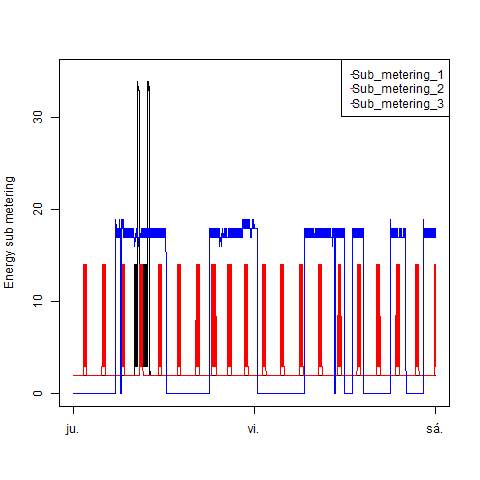 Sub_metering_1
Sub_metering_2
Sub_metering_3
Energy sub metering
30
20
10
0
ju.
vi.
sá.